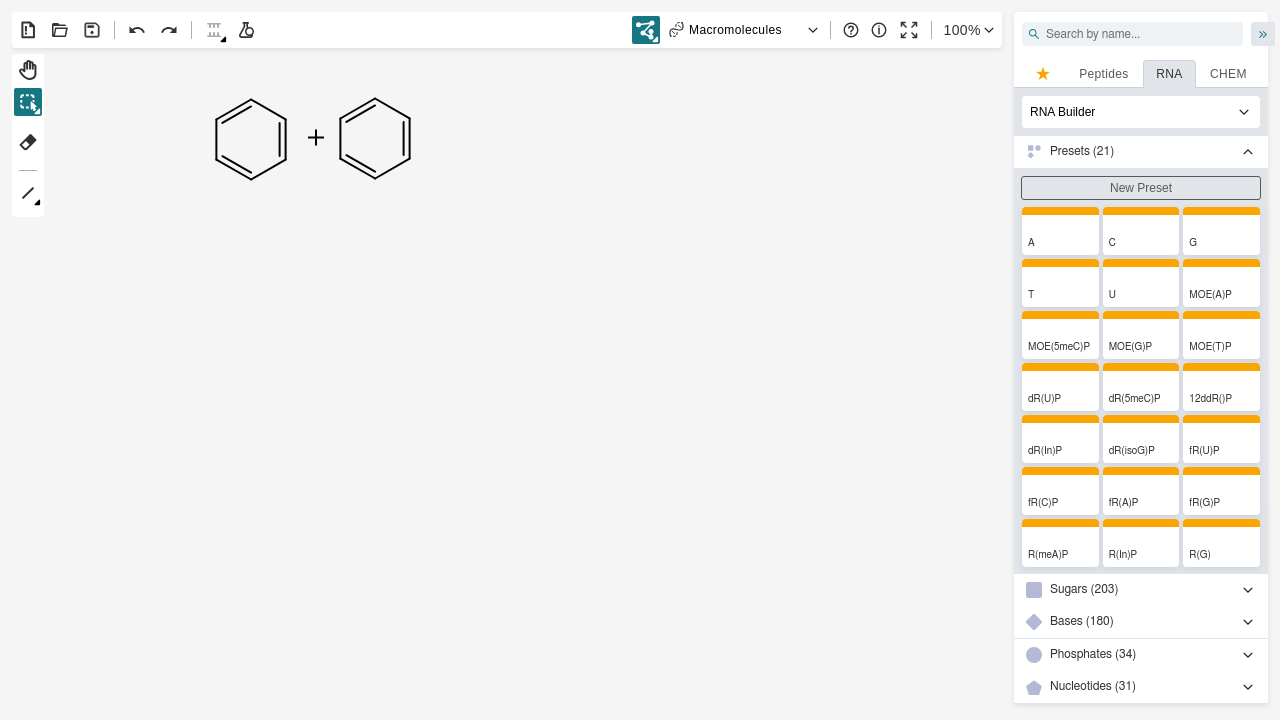 Macromolecules
100%
Search by name...
Peptides RNA CHEM
RNA Builder
Presets (21)
New Preset
A C G
T U MOE(A)P
MOE(5meC)P MOE(G)P MOE(T)P
dR(U)P dR(5meC)P 12ddR()P
dR(In)P dR(isoG)P fR(U)P
fR(C)P fR(A)P fR(G)P
R(meA)P R(In)P R(G)
Sugars (203)
Bases (180)
Phosphates (34)
Nucleotides (31)